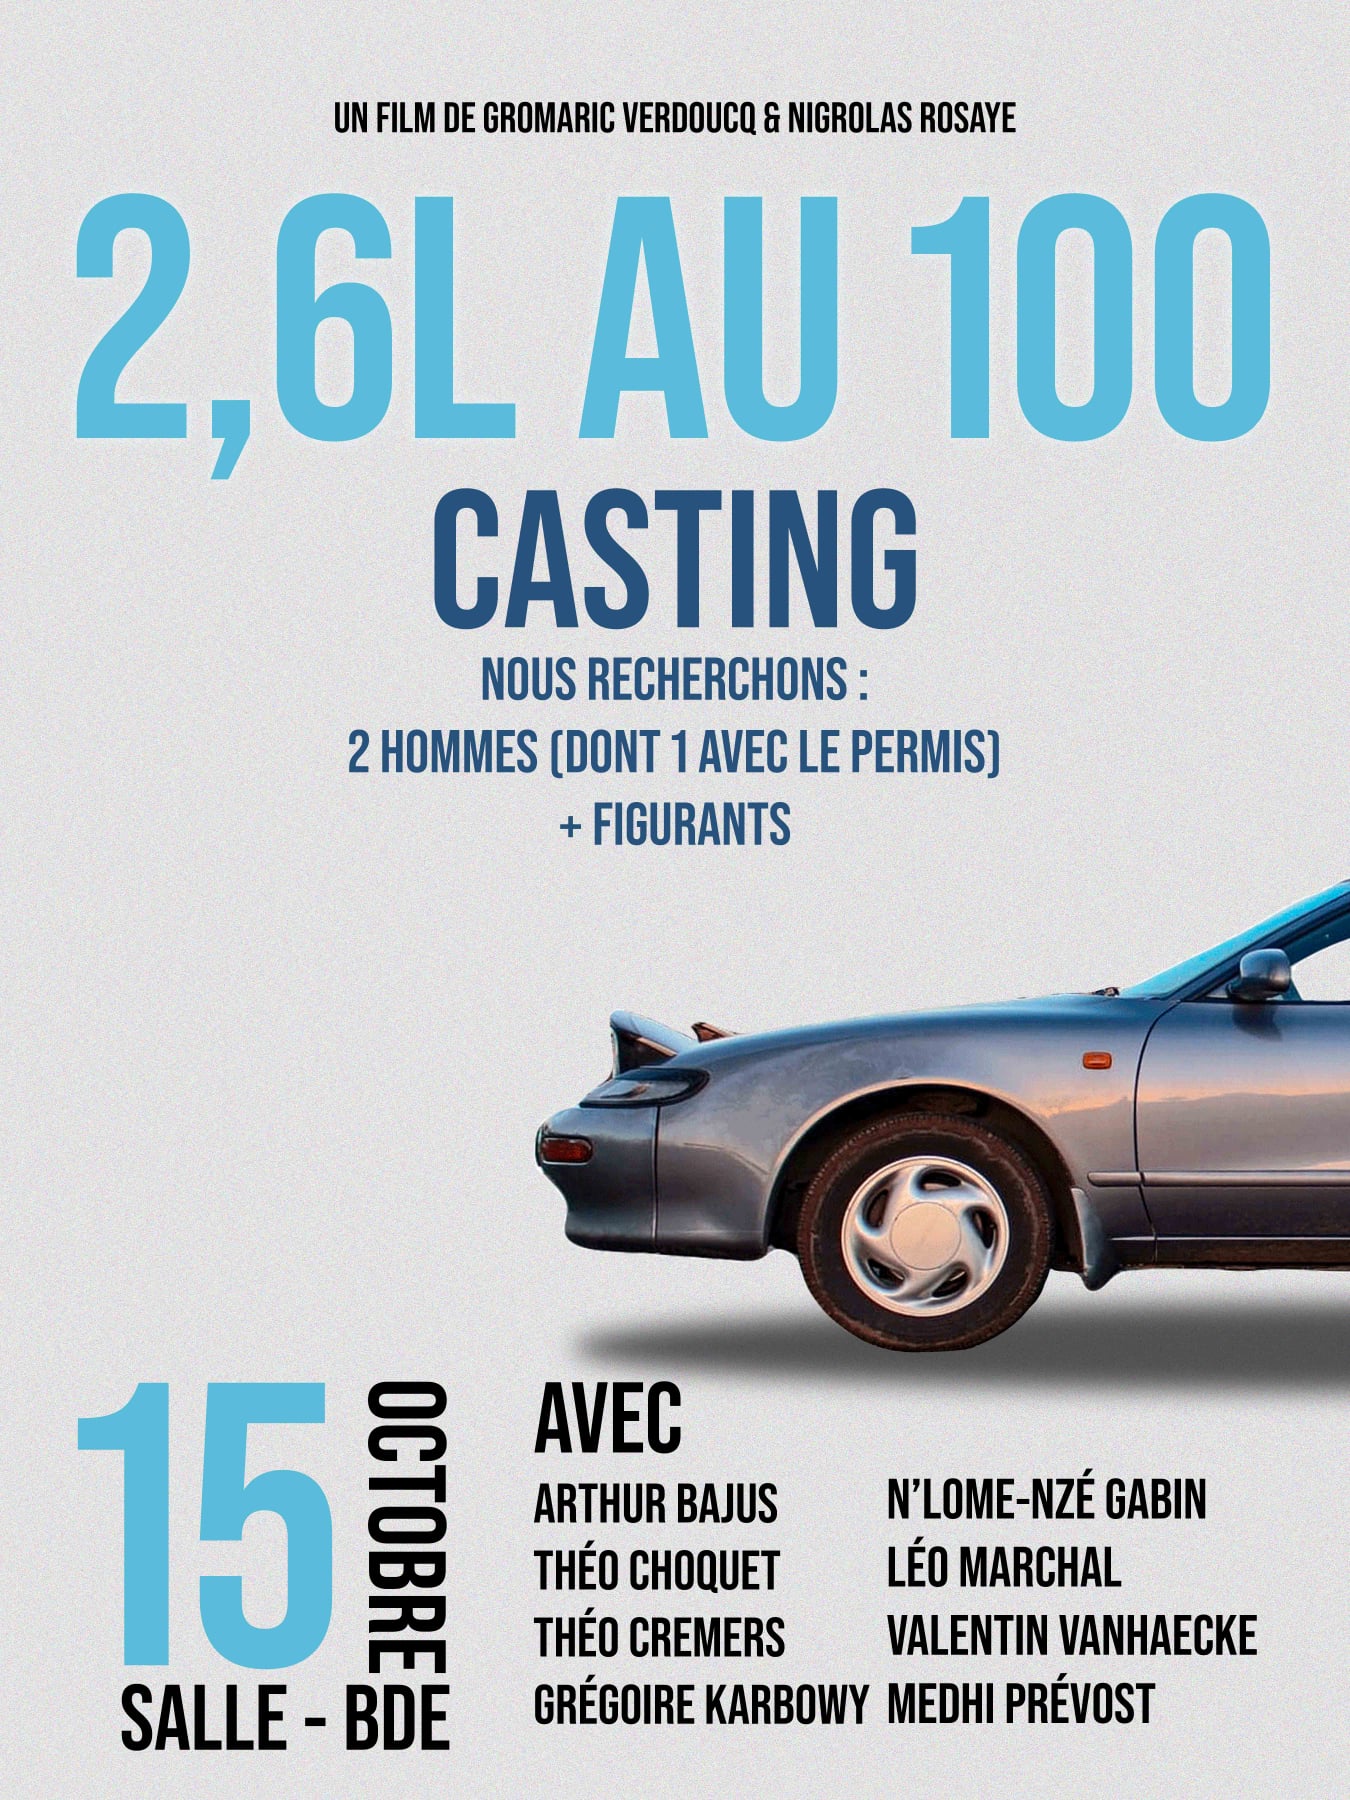 UN FILM DE GROMARIC VERDOUCQ & NIGROLAS ROSAYE
2,6L AU 100
CASTING
NOUS RECHERCHONS :
2 HOMMES (DONT 1 AVEC LE PERMIS)
+ FIGURANTS
15
OCTOBRE
SALLE - BDE
AVEC
ARTHUR BAJUS
THÉO CHOQUET
THÉO CREMERS
GRÉGOIRE KARBOWY
N’LOME-NZÉ GABIN
LÉO MARCHAL
VALENTIN VANHAECKE
MEDHI PRÉVOST